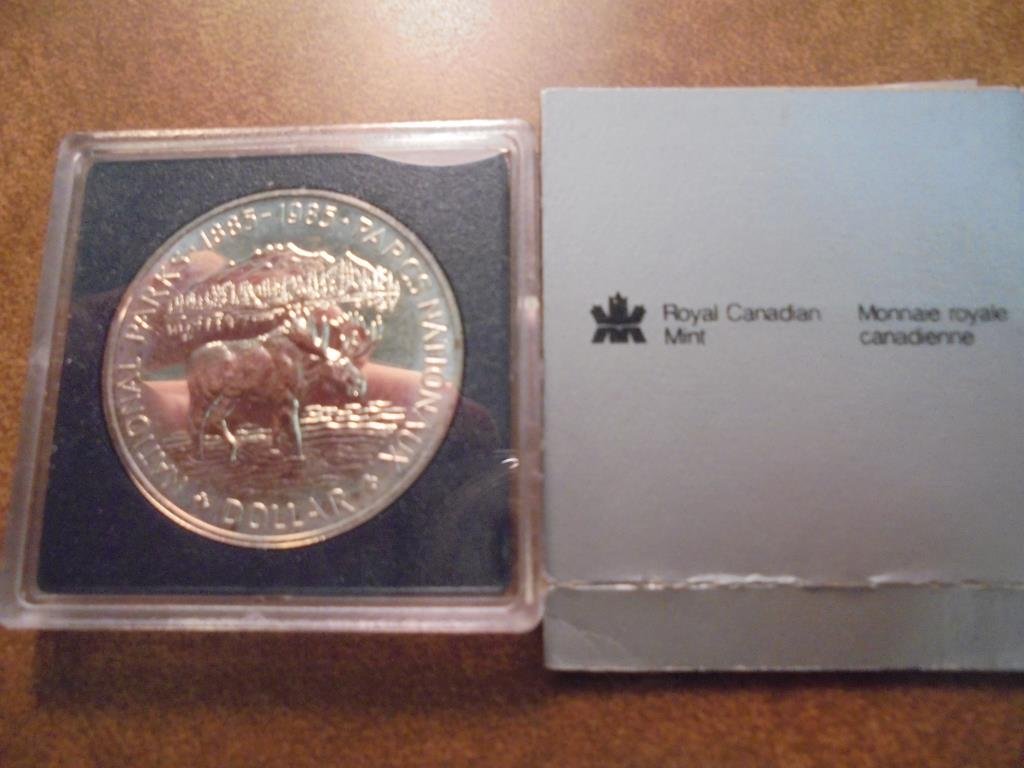 NATIONAL PARKS 1885-1985 · PARCS NATIONAUX
DOLLAR
Royal Canadian
Mint
Monnaie royale
canadienne